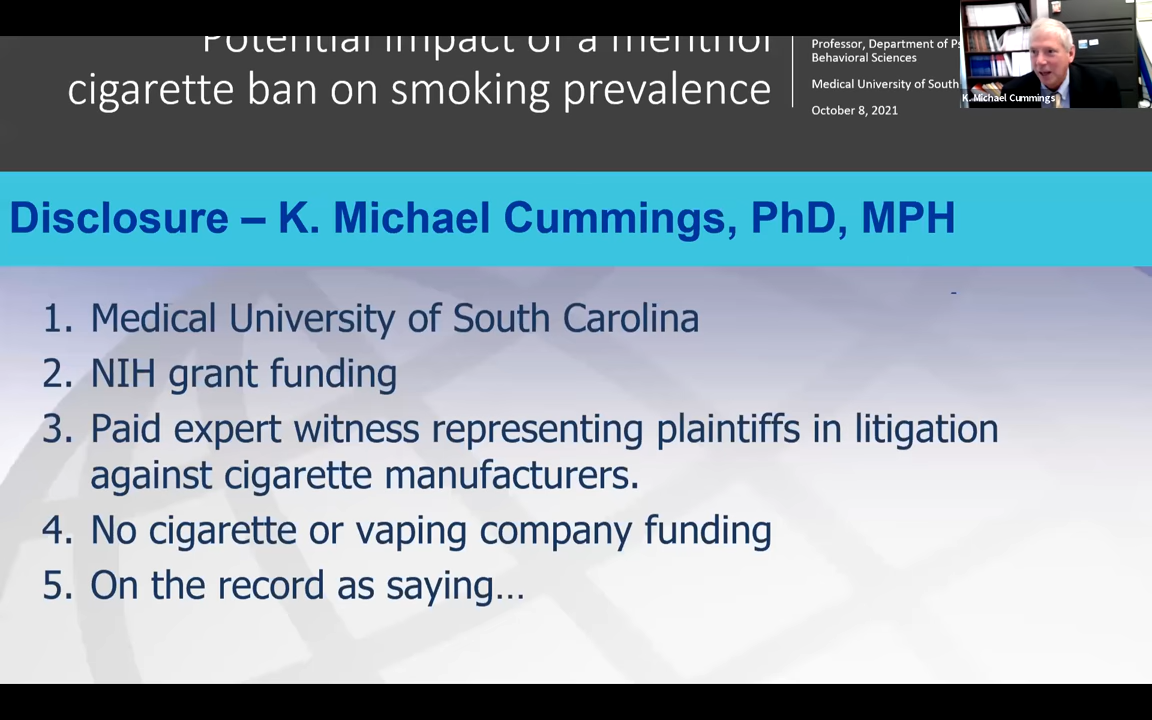 Potential impact of a menthol
cigarette ban on smoking prevalence
Professor, Department of
Behavioral Sciences
Medical University of South
October 8, 2021
K. Michael Cummings
Disclosure – K. Michael Cummings, PhD, MPH
1. Medical University of South Carolina
2. NIH grant funding
3. Paid expert witness representing plaintiffs in litigation
against cigarette manufacturers.
4. No cigarette or vaping company funding
5. On the record as saying…